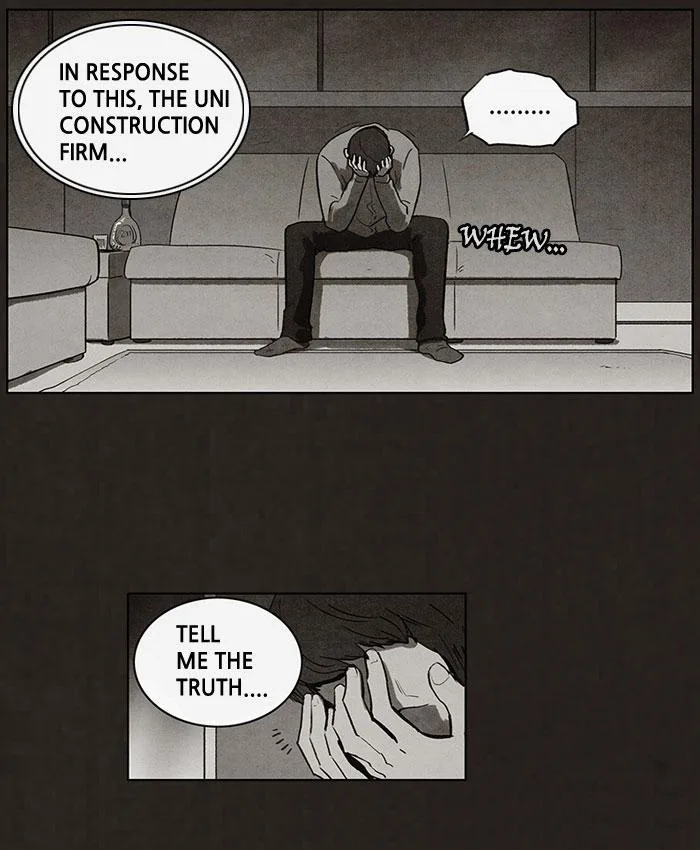 IN RESPONSE
TO THIS, THE UNI
CONSTRUCTION
FIRM...
.........
WHEW...
TELL
ME THE
TRUTH....